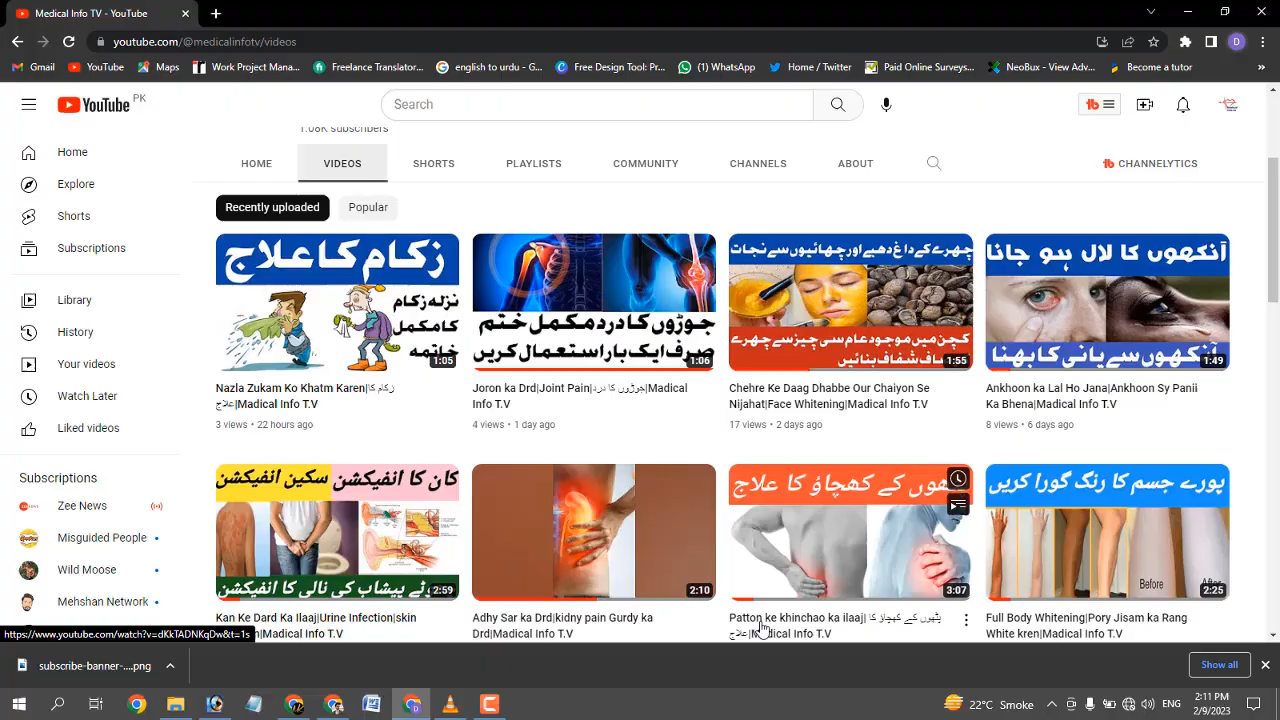 Medical Info TV - YouTube
youtube.com/@medicalinfotv/videos
Gmail
YouTube
Maps
Work Project Mana...
Freelance Translator...
english to urdu - G...
Free Design Tool: Pr...
(1) WhatsApp
Home / Twitter
Paid Online Surveys...
NeoBux - View Adv...
Become a tutor
»
YouTube PK
Search
1.08K subscribers
HOME
VIDEOS
SHORTS
PLAYLISTS
COMMUNITY
CHANNELS
ABOUT
CHANNELYTICS
Home
Explore
Shorts
Subscriptions
Library
History
Your videos
Watch Later
Liked videos
Subscriptions
Zee News
Misguided People
Wild Moose
Mehshan Network
Recently uploaded
Popular
زکام کا علاج
نزلہ زکام
کا مکمل
خاتمہ
1:05
Nazla Zukam Ko Khatm Karen|زکام کا
علاج|Madical Info T.V
3 views • 22 hours ago
جوڑوں کا درد مکمل ختم
صرف ایک بار استعمال کریں
1:06
Joron ka Drd|Joint Pain|جوڑوں کا درد|Madical
Info T.V
4 views • 1 day ago
چہرے کے داغ دھبے اور چھائیوں سے نجات
کچن میں موجود عام سی چیز سے چہرے
صاف شفاف بنائیں
1:55
Chehre Ke Daag Dhabbe Our Chaiyon Se
Nijahat|Face Whitening|Madical Info T.V
17 views • 2 days ago
آنکھوں کا لال ہو جانا
آنکھوں سے پانی کا بھنا
1:49
Ankhoon ka Lal Ho Jana|Ankhoon Sy Panii
Ka Bhena|Madical Info T.V
8 views • 6 days ago
کان کا انفیکشن
سکین انفیکشن
پیشاب کی نالی کا انفیکشن
2:59
Kan Ke Dard Ka Ilaaj|Urine Infection|skin
2:10
Adhy Sar ka Drd|kidny pain Gurdy ka
Drd|Madical Info T.V
کے کھچاؤ کا علاج
3:07
Patton ke khinchao ka ilaaj|پٹھوں کے کھچاؤ کا
علاج|Madical Info T.V
پورے جسم کا رنگ گورا کریں
Before
After
2:25
Full Body Whitening|Pory Jisam ka Rang
White kren|Madical Info T.V
https://www.youtube.com/watch?v=dKkTADNKqDw&t=1s
subscribe-banner-....png
Show all
22°C Smoke
ENG
2:11 PM
2/9/2023